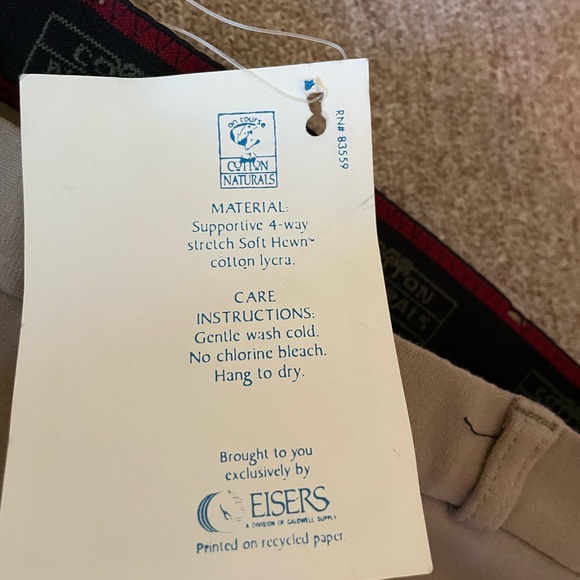 on course
COTTON
NATURALS
RN# 83559
MATERIAL:
Supportive 4-way
stretch Soft Hewn™
cotton lycra.
CARE
INSTRUCTIONS:
Gentle wash cold.
No chlorine bleach.
Hang to dry.
Brought to you
exclusively by
EISERS
A DIVISION OF CALDWELL SUPPLY
Printed on recycled paper